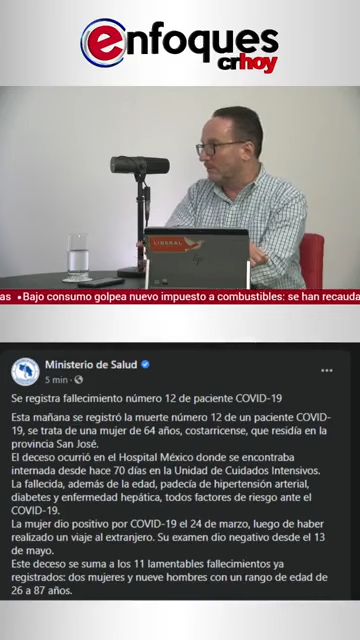 enfoques
crhoy
LIBERAL
hp
as • Bajo consumo golpea nuevo impuesto a combustibles: se han recauda
Ministerio de Salud
5 min ·
Se registra fallecimiento número 12 de paciente COVID-19
Esta mañana se registró la muerte número 12 de un paciente COVID-
19, se trata de una mujer de 64 años, costarricense, que residía en la
provincia San José.
El deceso ocurrió en el Hospital México donde se encontraba
internada desde hace 70 días en la Unidad de Cuidados Intensivos.
La fallecida, además de la edad, padecía de hipertensión arterial,
diabetes y enfermedad hepática, todos factores de riesgo ante el
COVID-19.
La mujer dio positivo por COVID-19 el 24 de marzo, luego de haber
realizado un viaje al extranjero. Su examen dio negativo desde el 13
de mayo.
Este deceso se suma a los 11 lamentables fallecimientos ya
registrados: dos mujeres y nueve hombres con un rango de edad de
26 a 87 años.